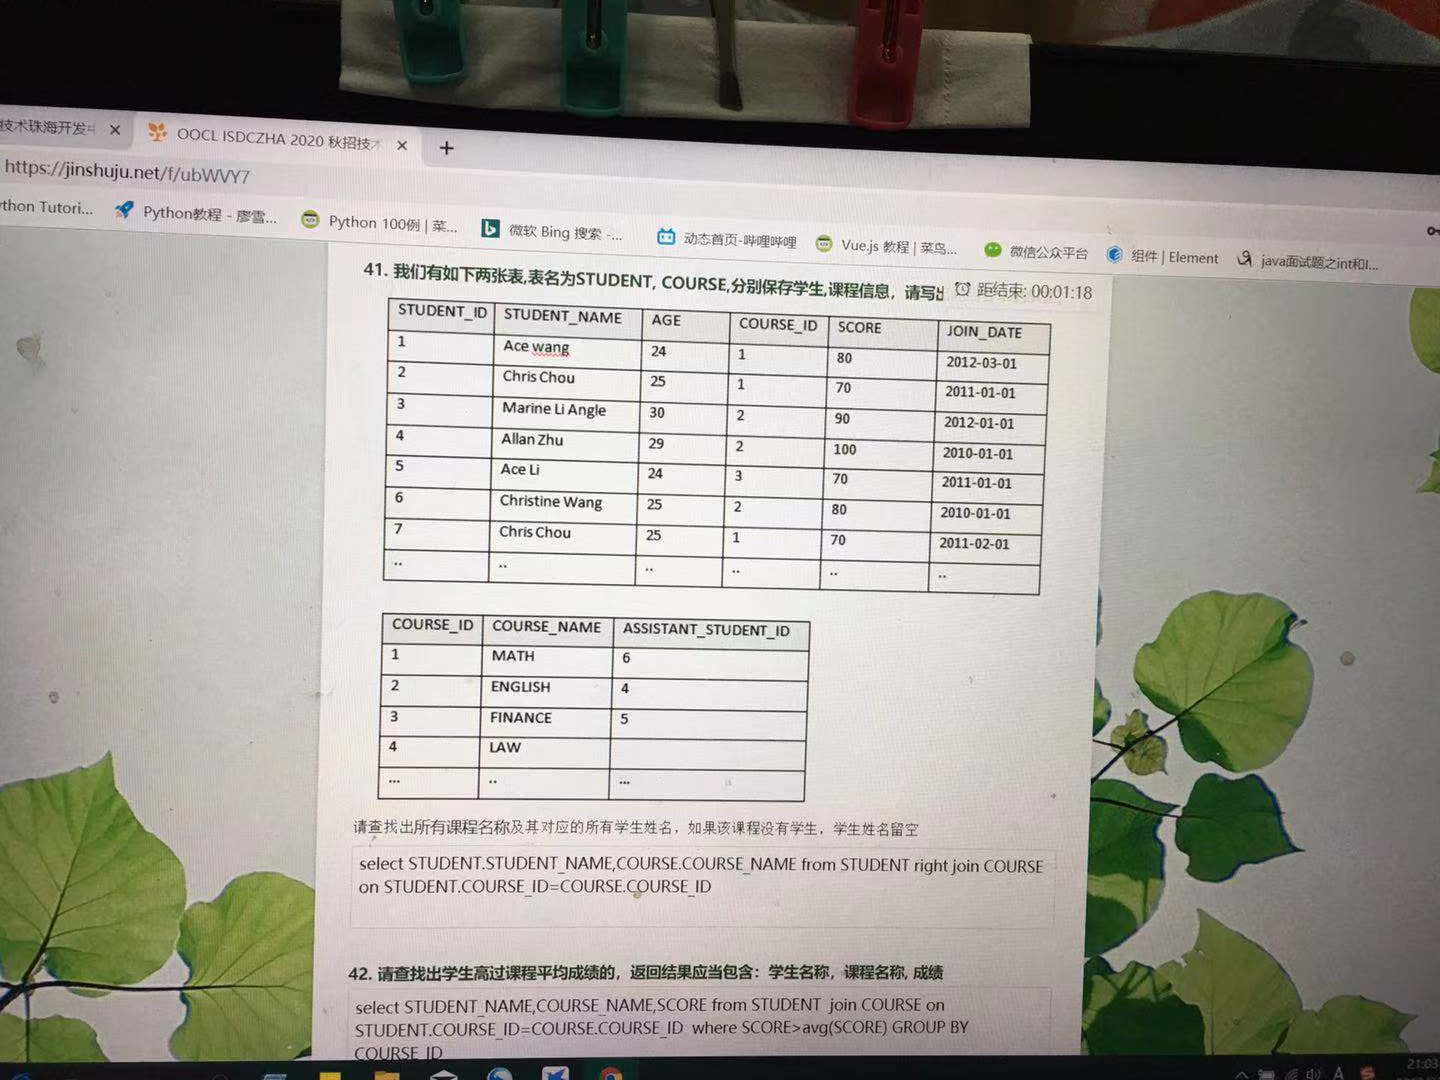 技术珠海开发
OOCL ISDCZHA 2020 秋招技
https://jinshuju.net/f/ubWVY7
thon Tutori...
Python教程 - 廖雪...
Python 100例 | 菜...
微软 Bing 搜索 -...
动态首页-哔哩哔哩
Vue.js 教程 | 菜鸟...
微信公众平台
组件 | Element
java面试题之int和I...
41. 我们有如下两张表,表名为STUDENT, COURSE,分别保存学生,课程信息，请写出
距结束: 00:01:18
STUDENT_ID STUDENT_NAME AGE COURSE_ID SCORE JOIN_DATE
1 Ace wang 24 1 80 2012-03-01
2 Chris Chou 25 1 70 2011-01-01
3 Marine Li Angle 30 2 90 2012-01-01
4 Allan Zhu 29 2 100 2010-01-01
5 Ace Li 24 3 70 2011-01-01
6 Christine Wang 25 2 80 2010-01-01
7 Chris Chou 25 1 70 2011-02-01
.. .. .. .. .. ..
COURSE_ID COURSE_NAME ASSISTANT_STUDENT_ID
1 MATH 6
2 ENGLISH 4
3 FINANCE 5
4 LAW
... .. ...
请查找出所有课程名称及其对应的所有学生姓名，如果该课程没有学生，学生姓名留空
select STUDENT.STUDENT_NAME,COURSE.COURSE_NAME from STUDENT right join COURSE
on STUDENT.COURSE_ID=COURSE.COURSE_ID
42. 请查找出学生高过课程平均成绩的，返回结果应当包含：学生名称，课程名称, 成绩
select STUDENT_NAME,COURSE_NAME,SCORE from STUDENT join COURSE on
STUDENT.COURSE_ID=COURSE.COURSE_ID where SCORE>avg(SCORE) GROUP BY
COURSE_ID
21:03